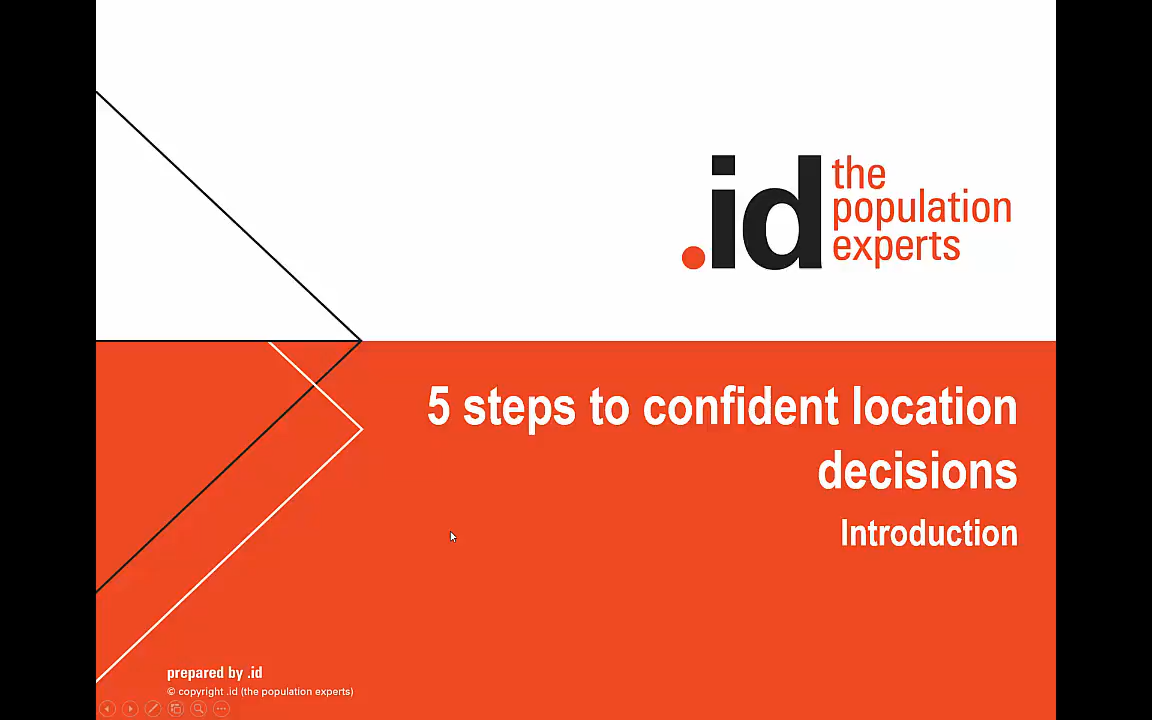 .id
the
population
experts
5 steps to confident location
decisions
Introduction
prepared by .id
© copyright .id (the population experts)